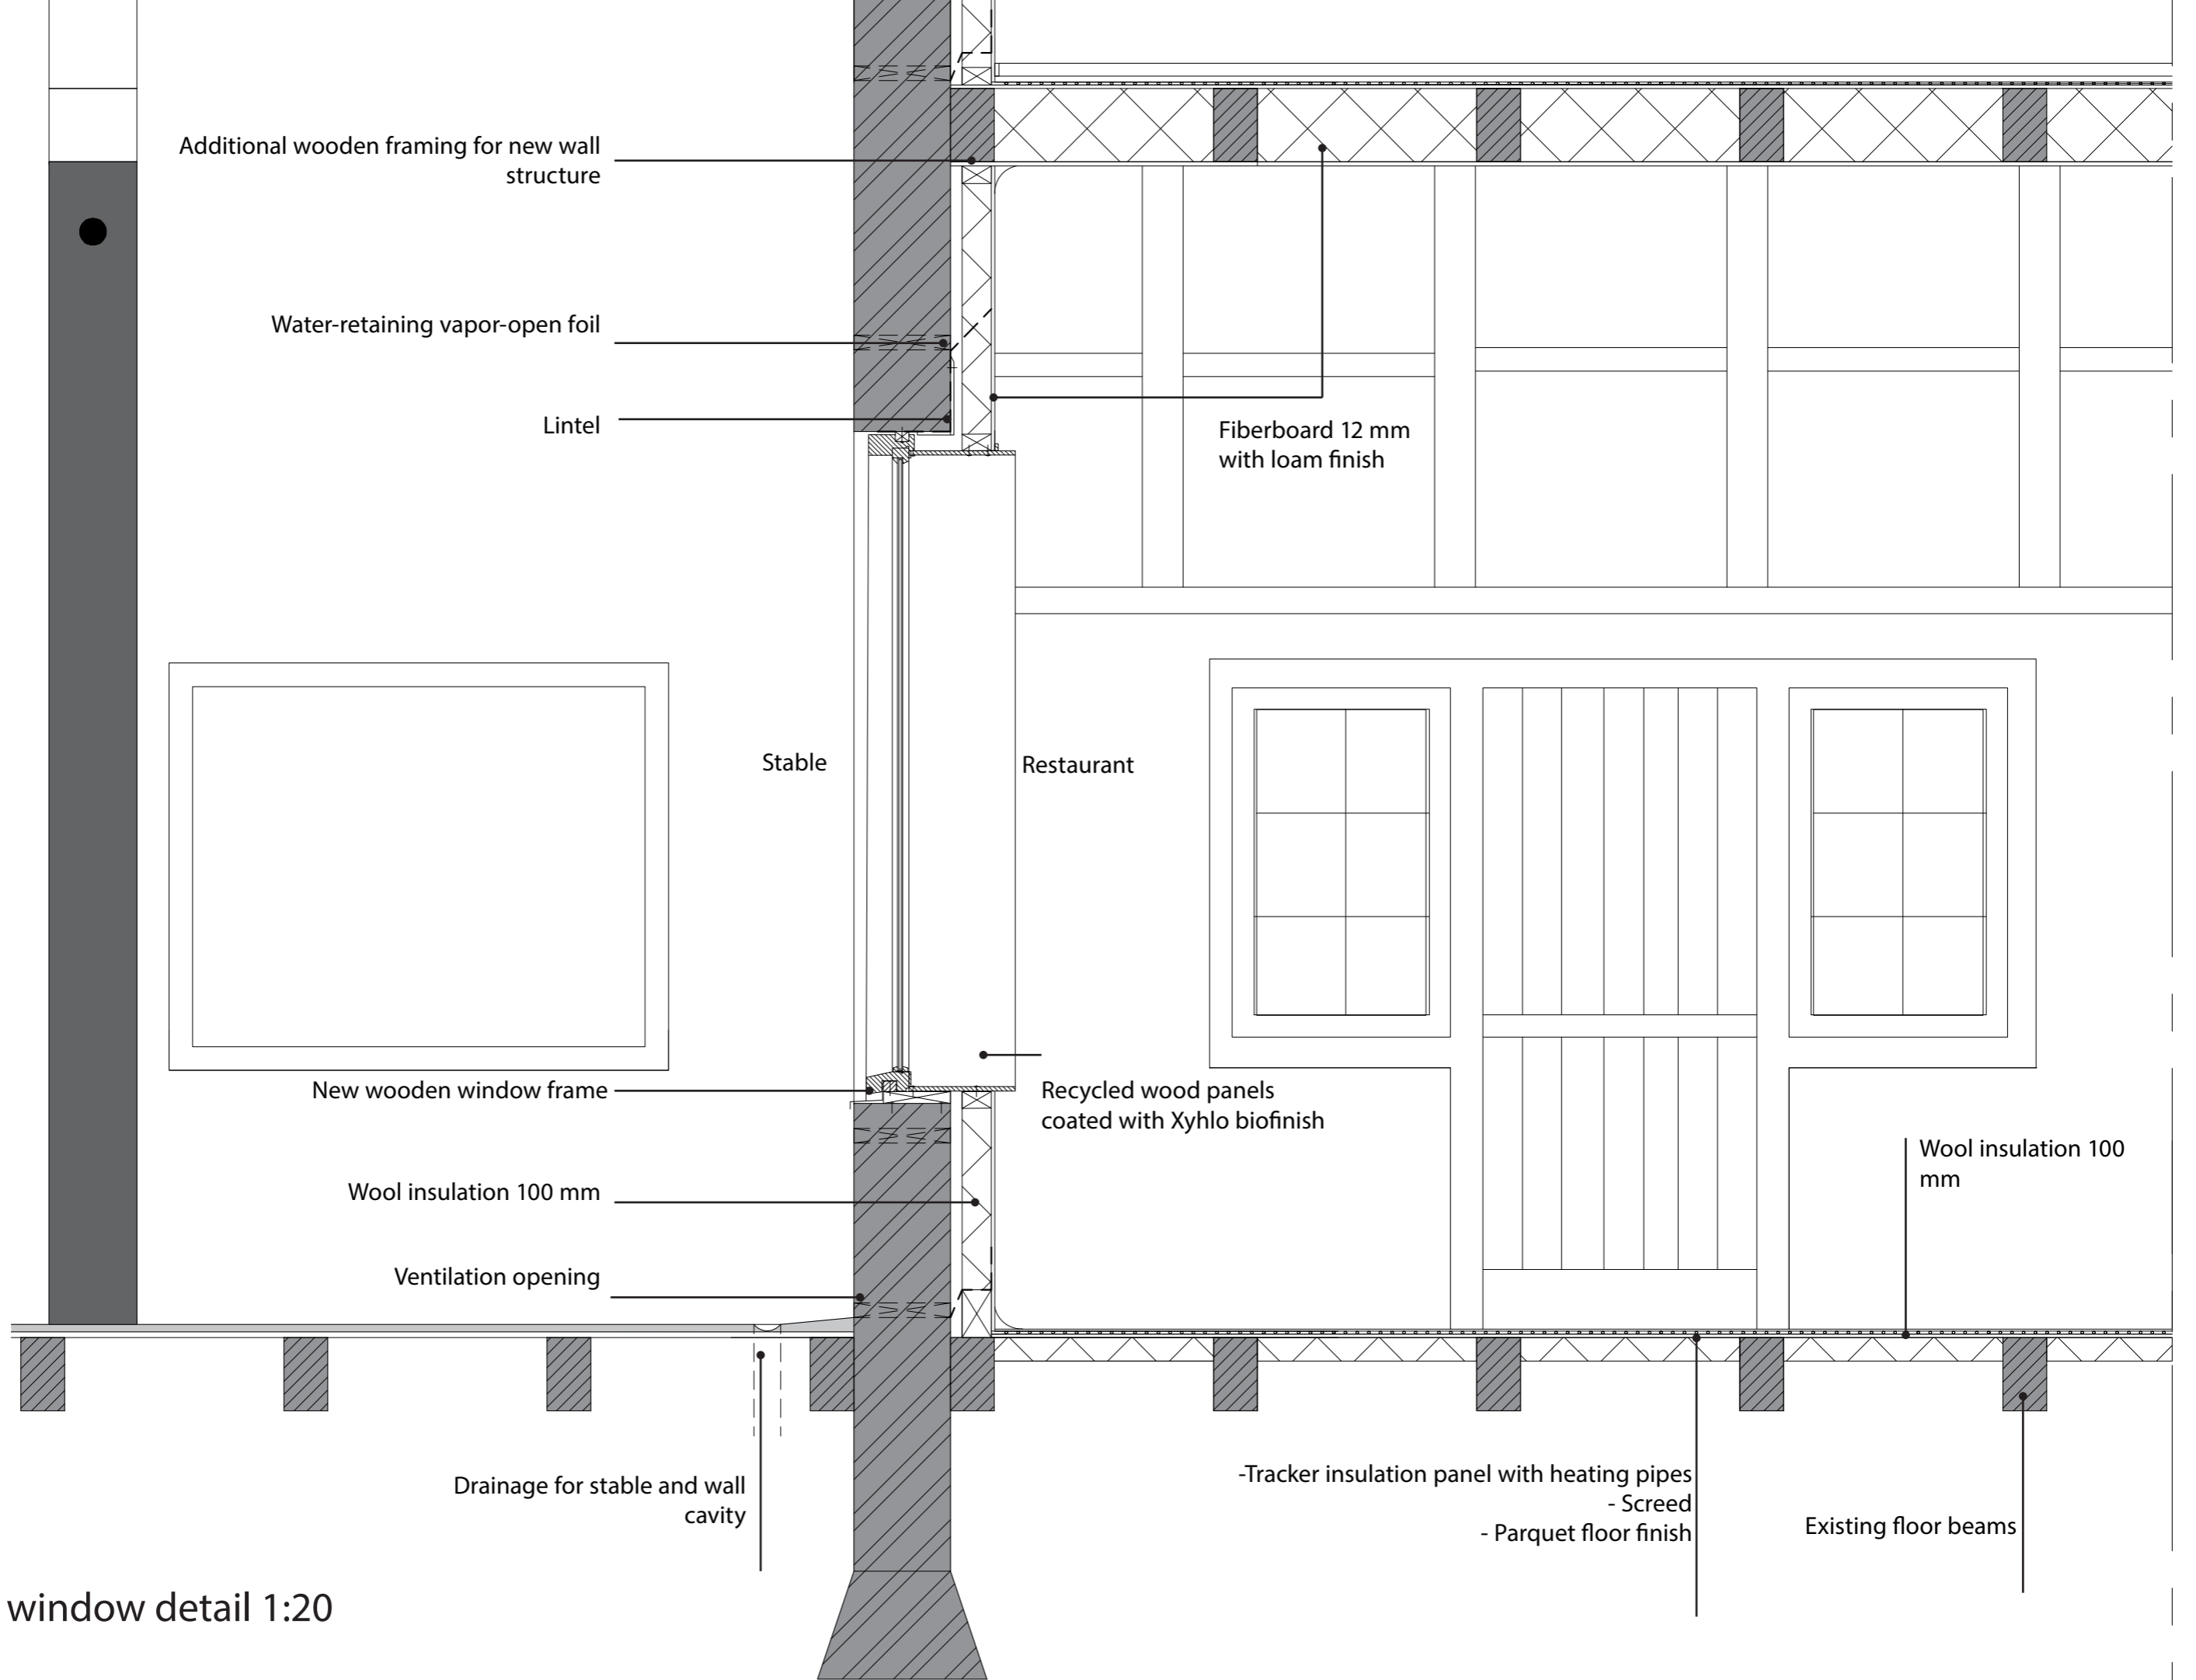 Additional wooden framing for new wall
structure
Water-retaining vapor-open foil
Lintel
Fiberboard 12 mm
with loam finish
Stable
Restaurant
New wooden window frame
Recycled wood panels
coated with Xyhlo biofinish
Wool insulation 100
mm
Wool insulation 100 mm
Ventilation opening
Drainage for stable and wall
cavity
-Tracker insulation panel with heating pipes
- Screed
- Parquet floor finish
Existing floor beams
window detail 1:20